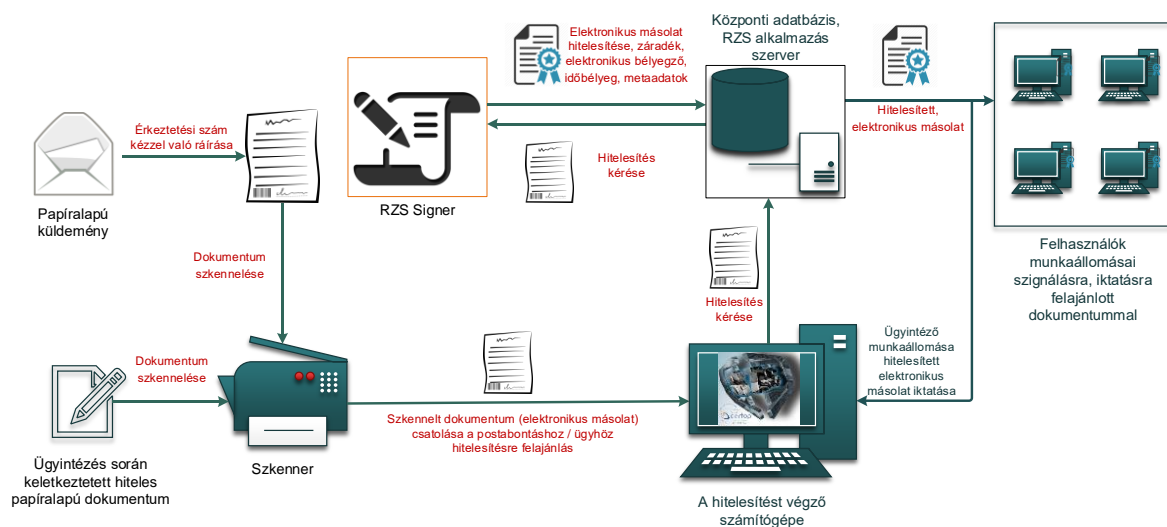 Elektronikus másolat
hitelesítése, záradék,
elektronikus bélyegző,
időbélyeg, metaadatok
Központi adatbázis,
RZS alkalmazás
szerver
Hitelesített,
elektronikus másolat
Érkeztetési szám
kézzel való ráírása
Hitelesítés
kérése
RZS Signer
Papíralapú
küldemény
Felhasználók
munkaállomásai
szignálásra, iktatásra
felajánlott
dokumentummal
Dokumentum
szkennelése
Hitelesítés
kérése
Dokumentum
szkennelése
Ügyintéző
munkaállomása
hitelesített
elektronikus
másolat iktatása
Szkennelt dokumentum (elektronikus másolat)
csatolása a postabontáshoz / ügyhöz
hitelesítésre felajánlás
Szkenner
Ügyintézés során
keletkeztetett hiteles
papíralapú dokumentum
A hitelesítést végző
számítógépe